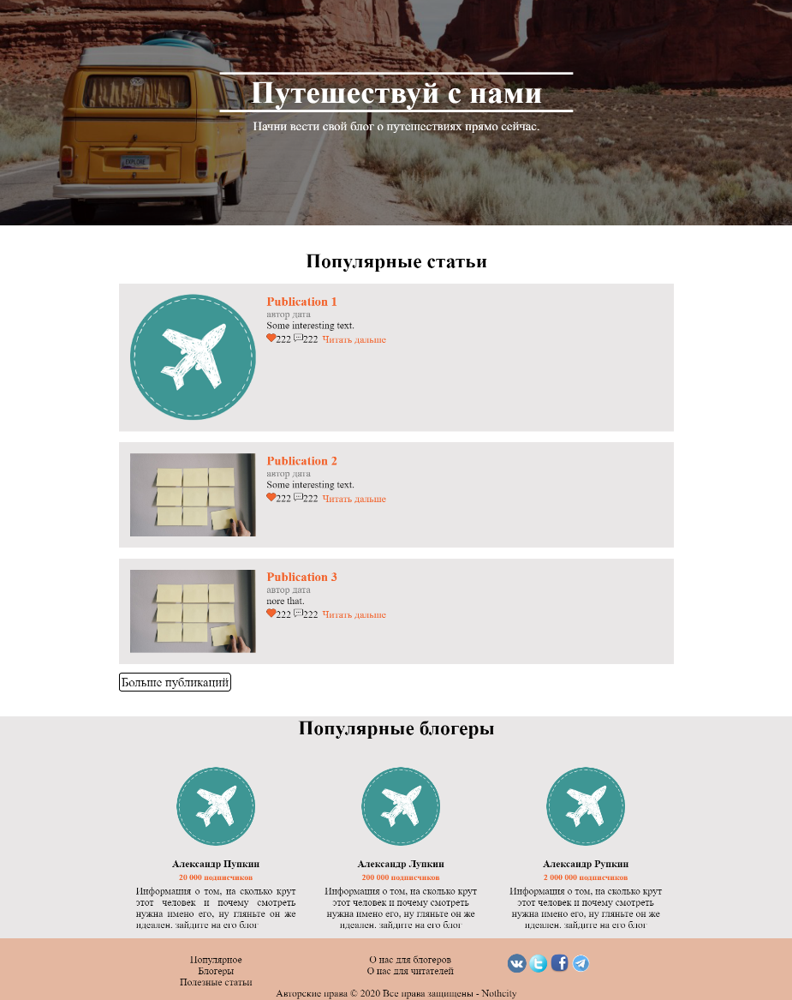 Путешествуй с нами
Начни вести свой блог о путешествиях прямо сейчас.
EXPLORE
Популярные статьи
Publication 1
автор дата
Some interesting text.
222 222 Читать дальше
Publication 2
автор дата
Some interesting text.
222 222 Читать дальше
Publication 3
автор дата
nore that.
222 222 Читать дальше
Больше публикаций
Популярные блогеры
Александр Пупкин
20 000 подписчиков
Информация о том, на сколько крут
этот человек и почему смотреть
нужна имено его, ну гляньте он же
идеален. зайдите на его блог
Александр Лупкин
200 000 подписчиков
Информация о том, на сколько крут
этот человек и почему смотреть
нужна имено его, ну гляньте он же
идеален. зайдите на его блог
Александр Рупкин
2 000 000 подписчиков
Информация о том, на сколько крут
этот человек и почему смотреть
нужна имено его, ну гляньте он же
идеален. зайдите на его блог
Популярное
Блогеры
Полезные статьи
О нас для блогеров
О нас для читателей
Авторские права © 2020 Все права защищены - Nothcity